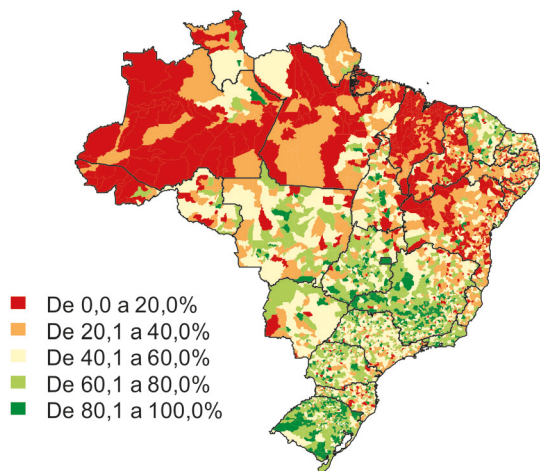 De 0,0 a 20,0%
De 20,1 a 40,0%
De 40,1 a 60,0%
De 60,1 a 80,0%
De 80,1 a 100,0%